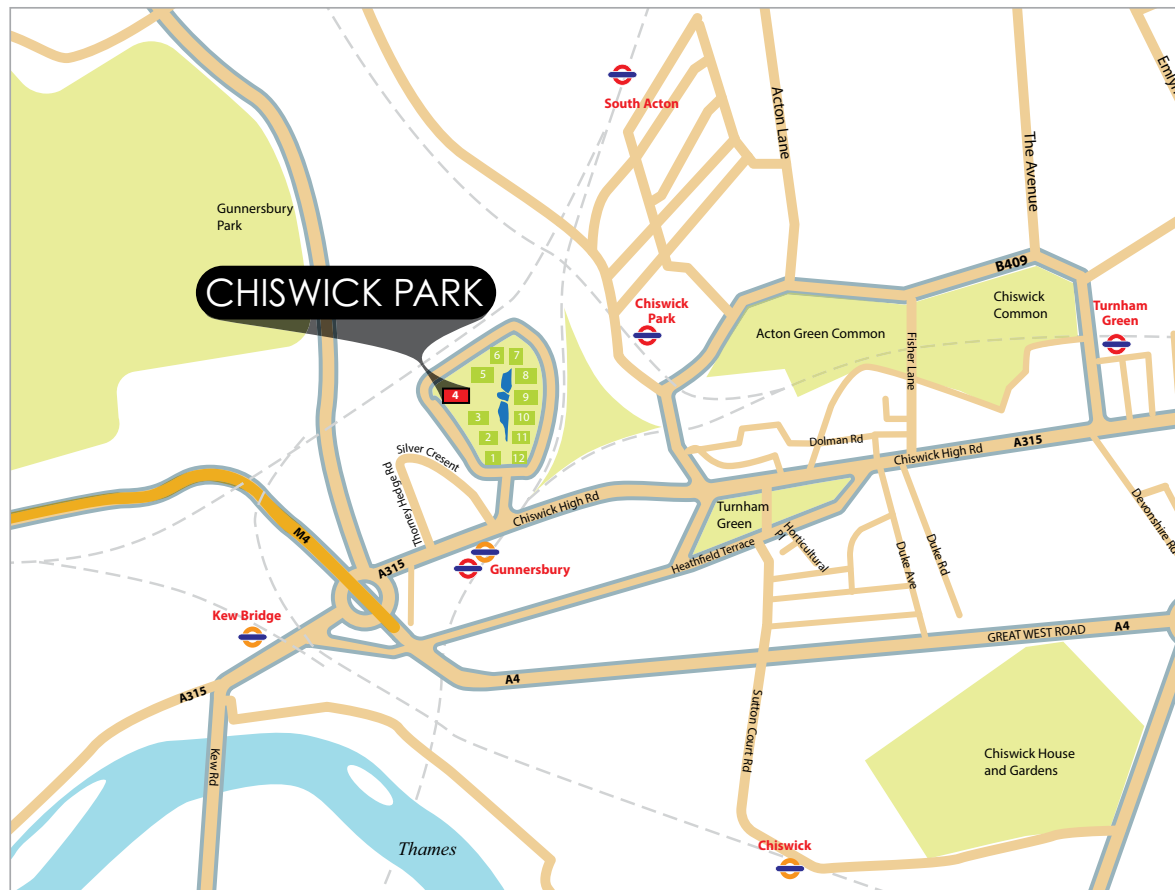 South Acton
Acton Lane
The Avenue
Gunnersbury
Park
B409
CHISWICK PARK
Chiswick
Park
Chiswick
Common
Turnham
Green
Acton Green Common
Fisher Lane
6
7
5
8
4
9
3
10
2
11
1
12
Silver Cresent
Thorney Hedge Rd
Dolman Rd
Chiswick High Rd
A315
Chiswick High Rd
Devonshire Rd
Turnham
Green
Horticultural
Pl
Heathfield Terrace
Duke Ave
Duke Rd
M4
A315
Gunnersbury
Kew Bridge
GREAT WEST ROAD
A4
A4
A315
Kew Rd
Sutton Court Rd
Chiswick House
and Gardens
Thames
Chiswick